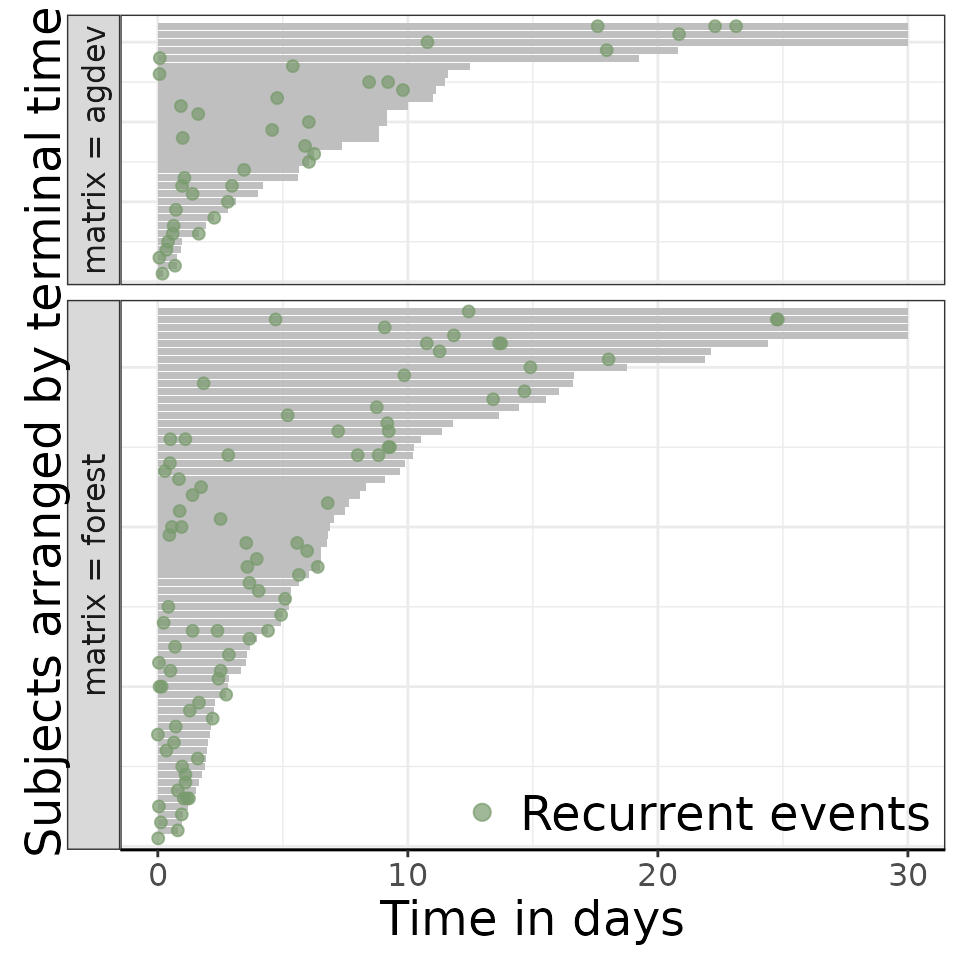 Subjects arranged by terminal time
matrix = agdev
matrix = forest
Recurrent events
0 10 20 30
Time in days